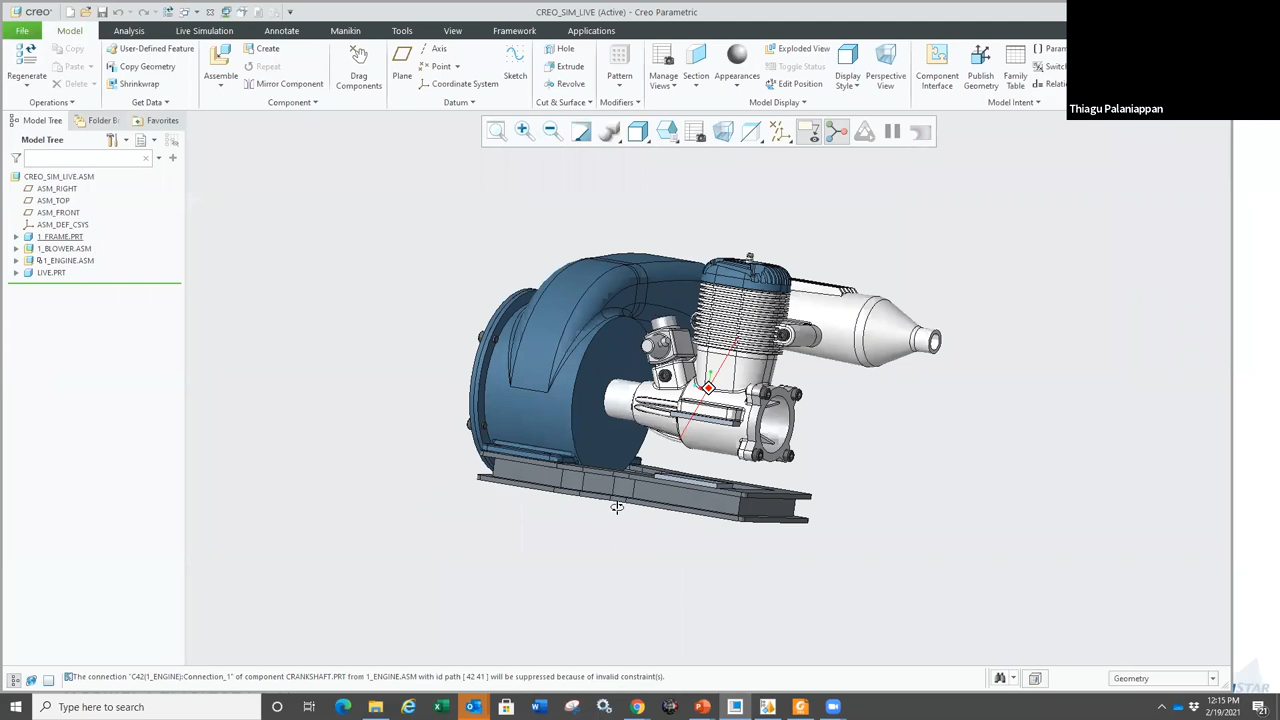 creo
CREO_SIM_LIVE (Active) - Creo Parametric
File Model Analysis Live Simulation Annotate Manikin Tools View Framework Applications
Regenerate
Copy
Paste
Delete
Operations
User-Defined Feature
Copy Geometry
Shrinkwrap
Get Data
Assemble
Create
Repeat
Mirror Component
Component
Drag
Components
Plane
Axis
Point
Coordinate System
Sketch
Datum
Hole
Extrude
Revolve
Cut & Surface
Pattern
Modifiers
Manage
Views
Section
Appearances
Exploded View
Toggle Status
Edit Position
Display
Style
Perspective
View
Model Display
Component
Interface
Publish
Geometry
Family
Table
Model Intent
Thiagu Palaniappan
Model Tree Folder B: Favorites
Model Tree
CREO_SIM_LIVE.ASM
ASM_RIGHT
ASM_TOP
ASM_FRONT
ASM_DEF_CSYS
1_FRAME.PRT
1_BLOWER.ASM
1_ENGINE.ASM
LIVE.PRT
The connection "C42(1_ENGINE):Connection_1" of component CRANKSHAFT.PRT from 1_ENGINE.ASM with id path [ 42 41 ] will be suppressed because of invalid constraint(s).
Geometry
Type here to search
12:15 PM
2/19/2021
21